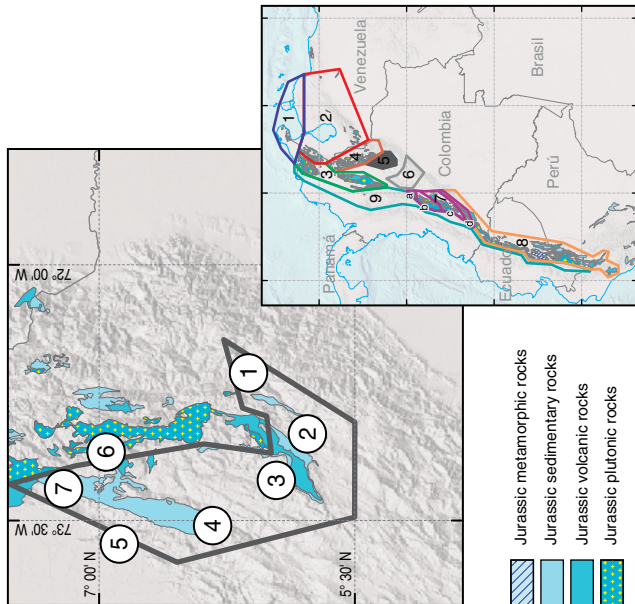 72° 00' W
73° 30' W
7° 00' N
5° 30' N
1
2
3
4
5
6
7
Panamá
Venezuela
Colombia
Ecuador
Perú
Brasil
1
2
3
4
5
6
7
8
9
a
b
c
d
Jurassic metamorphic rocks
Jurassic sedimentary rocks
Jurassic volcanic rocks
Jurassic plutonic rocks